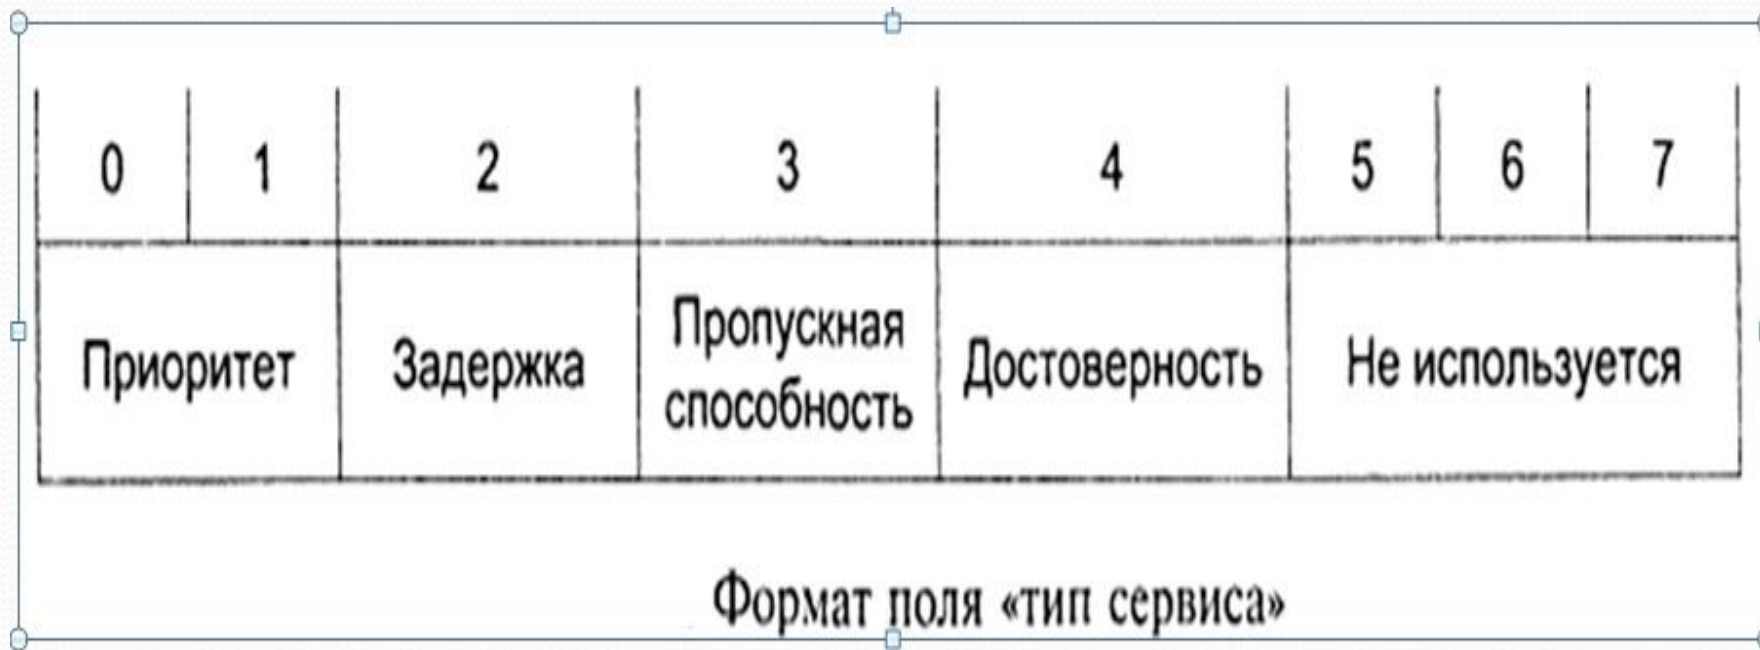 0 1 2 3 4 5 6 7
Приоритет Задержка Пропускная способность Достоверность Не используется
Формат поля «тип сервиса»